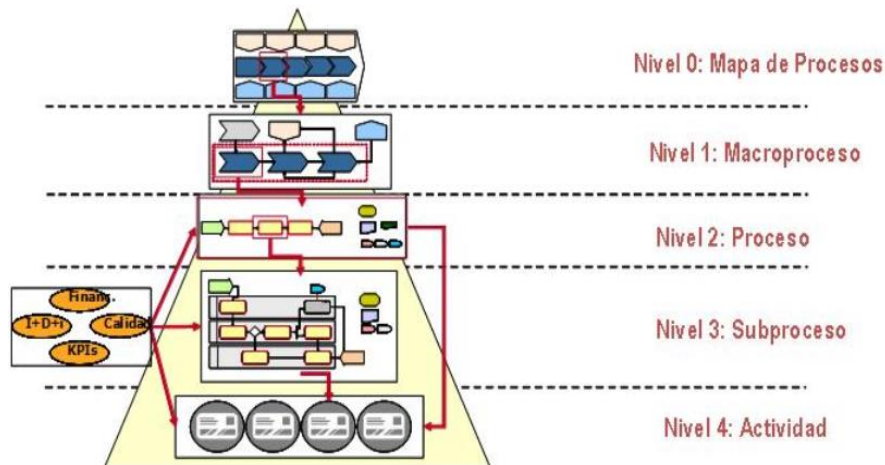 Nivel 0: Mapa de Procesos
Nivel 1: Macroproceso
Nivel 2: Proceso
Financ.
I+D+i
Calidad
KPIs
Nivel 3: Subproceso
Nivel 4: Actividad